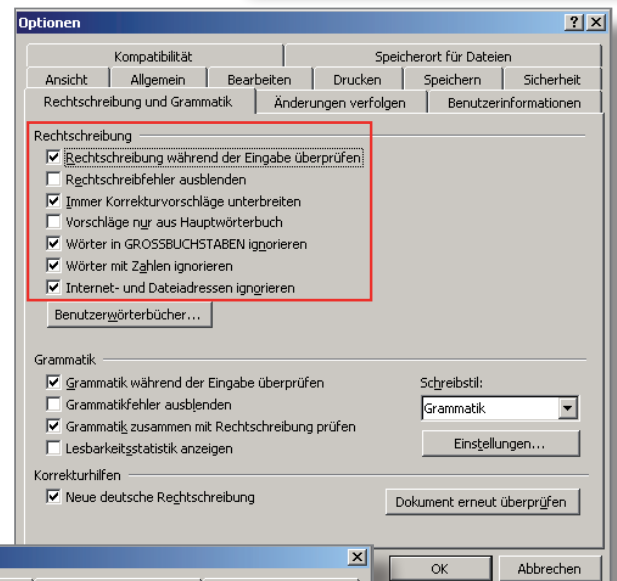 Optionen
Kompatibilität Speicherort für Dateien
Ansicht Allgemein Bearbeiten Drucken Speichern Sicherheit
Rechtschreibung und Grammatik Änderungen verfolgen Benutzerinformationen
Rechtschreibung
Rechtschreibung während der Eingabe überprüfen
Rechtschreibfehler ausblenden
Immer Korrekturvorschläge unterbreiten
Vorschläge nur aus Hauptwörterbuch
Wörter in GROSSBUCHSTABEN ignorieren
Wörter mit Zahlen ignorieren
Internet- und Dateiadressen ignorieren
Benutzerwörterbücher...
Grammatik
Grammatik während der Eingabe überprüfen Schreibstil:
Grammatikfehler ausblenden Grammatik
Grammatik zusammen mit Rechtschreibung prüfen
Lesbarkeitsstatistik anzeigen Einstellungen...
Korrekturhilfen
Neue deutsche Rechtschreibung Dokument erneut überprüfen
OK Abbrechen